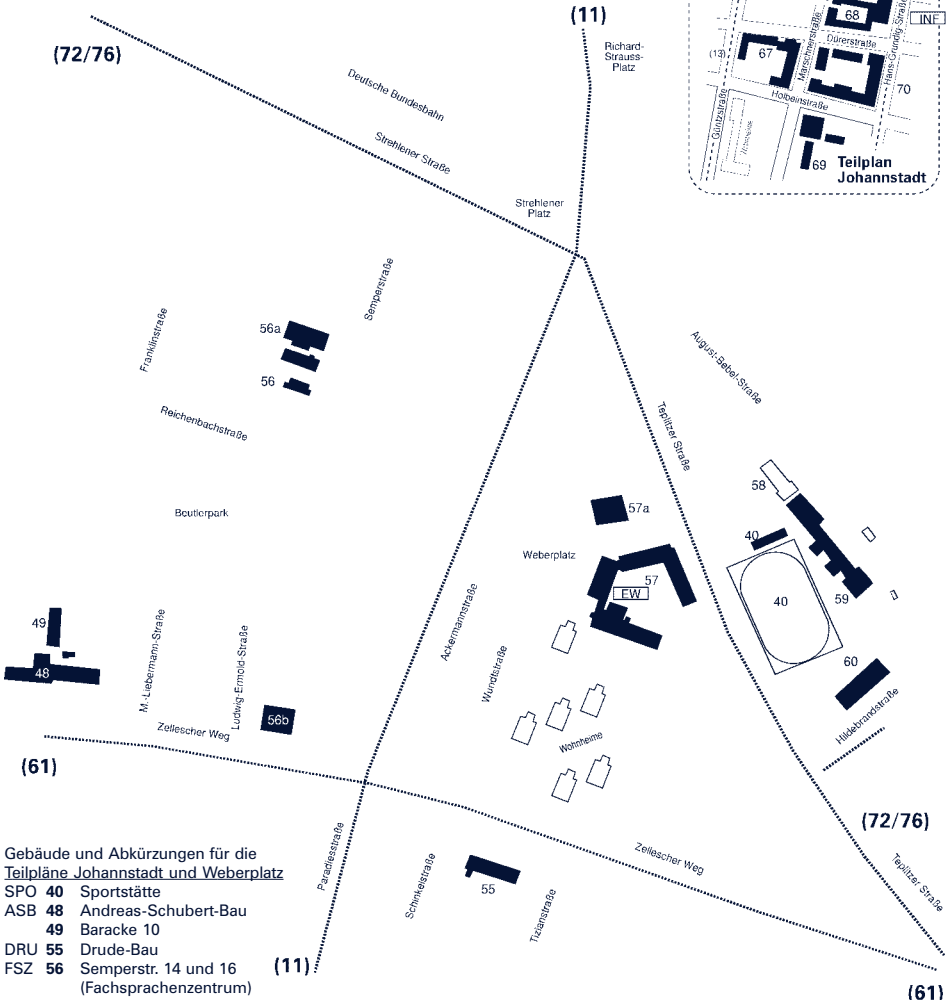 (11)
(72/76)
Richard-
Strauss-
Platz
Deutsche Bundesbahn
Strehlener Straße
Strehlener
Platz
68
INF
Dürerstraße
Marschnerstraße
Hans-Grundig-Straße
(13)
67
70
Holbeinstraße
Güntzstraße
Wohnheime
69
Teilplan
Johannstadt
Semperstraße
Franklinstraße
56a
56
Reichenbachstraße
August-Bebel-Straße
Teplitzer Straße
58
Beutlerpark
57a
40
Weberplatz
57
EW
40
59
49
48
M.-Liebermann-Straße
Ludwig-Ermold-Straße
Ackermannstraße
Wundtstraße
60
Hildebrandstraße
56b
Zellescher Weg
Wohnheime
(61)
(72/76)
Paradiesstraße
Schinkelstraße
55
Tizianstraße
Zellescher Weg
Teplitzer Straße
Gebäude und Abkürzungen für die
Teilpläne Johannstadt und Weberplatz
SPO 40 Sportstätte
ASB 48 Andreas-Schubert-Bau
49 Baracke 10
DRU 55 Drude-Bau
FSZ 56 Semperstr. 14 und 16
(Fachsprachenzentrum)
(11)
(61)